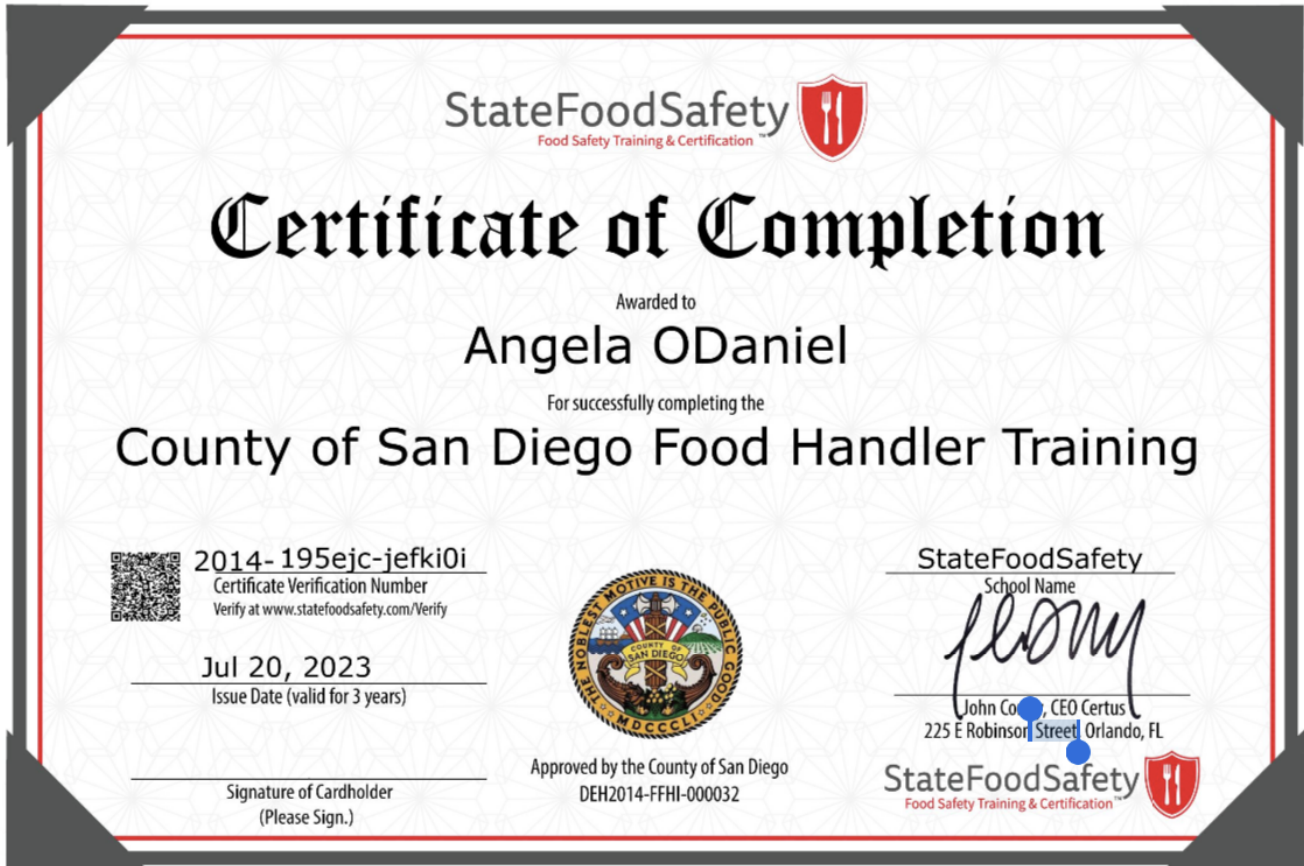 StateFoodSafety
Food Safety Training & Certification ™
Certificate of Completion
Awarded to
Angela ODaniel
For successfully completing the
County of San Diego Food Handler Training
2014-195ejc-jefki0i
Certificate Verification Number
Verify at www.statefoodsafety.com/Verify
Jul 20, 2023
Issue Date (valid for 3 years)
Signature of Cardholder
(Please Sign.)
THE NOBLEST MOTIVE IS THE PUBLIC GOOD
COUNTY OF
SAN DIEGO
MDCCCLI
Approved by the County of San Diego
DEH2014-FFHI-000032
StateFoodSafety
School Name
John , CEO Certus
225 E Robinson Street Orlando, FL
StateFoodSafety
Food Safety Training & Certification™